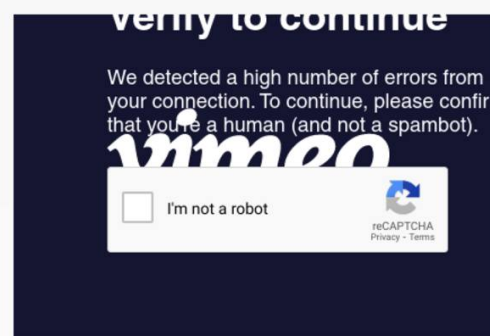 Verify to continue
We detected a high number of errors from
your connection. To continue, please confir
that you're a human (and not a spambot).
vimeo
I'm not a robot
reCAPTCHA
Privacy - Terms